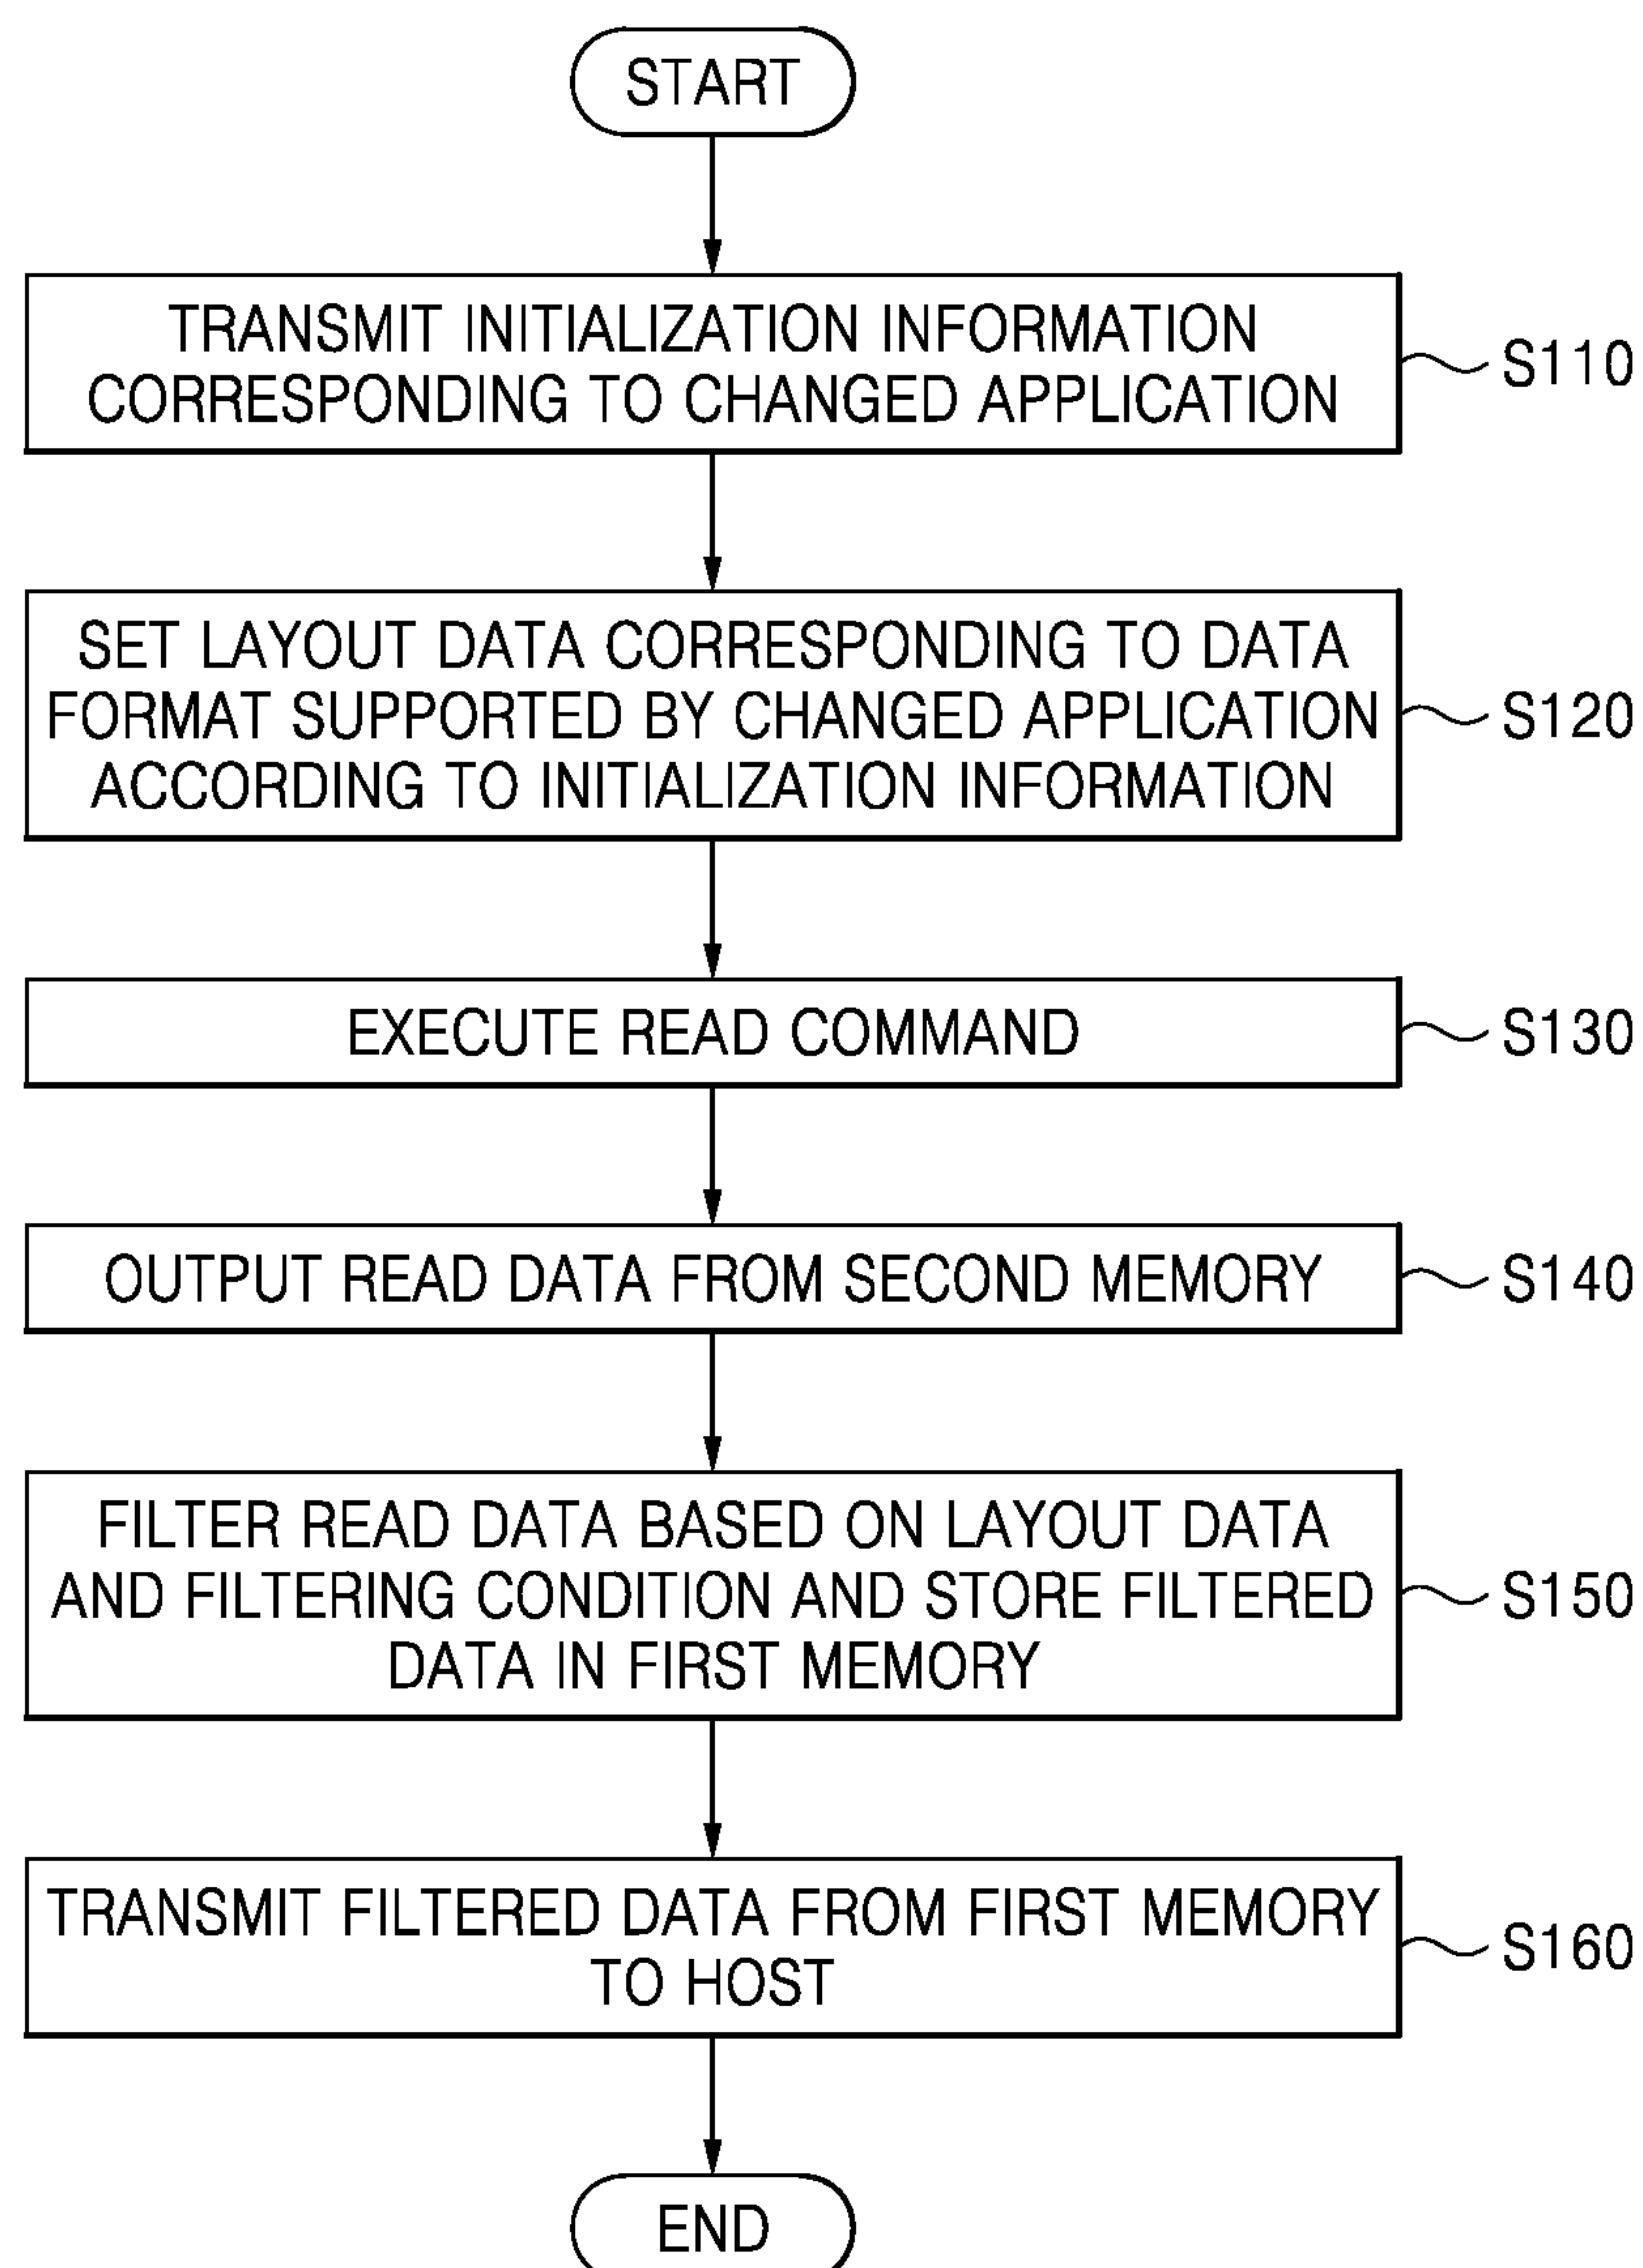 START
TRANSMIT INITIALIZATION INFORMATION
CORRESPONDING TO CHANGED APPLICATION
S110
SET LAYOUT DATA CORRESPONDING TO DATA
FORMAT SUPPORTED BY CHANGED APPLICATION
ACCORDING TO INITIALIZATION INFORMATION
S120
EXECUTE READ COMMAND
S130
OUTPUT READ DATA FROM SECOND MEMORY
S140
FILTER READ DATA BASED ON LAYOUT DATA
AND FILTERING CONDITION AND STORE FILTERED
DATA IN FIRST MEMORY
S150
TRANSMIT FILTERED DATA FROM FIRST MEMORY
TO HOST
S160
END